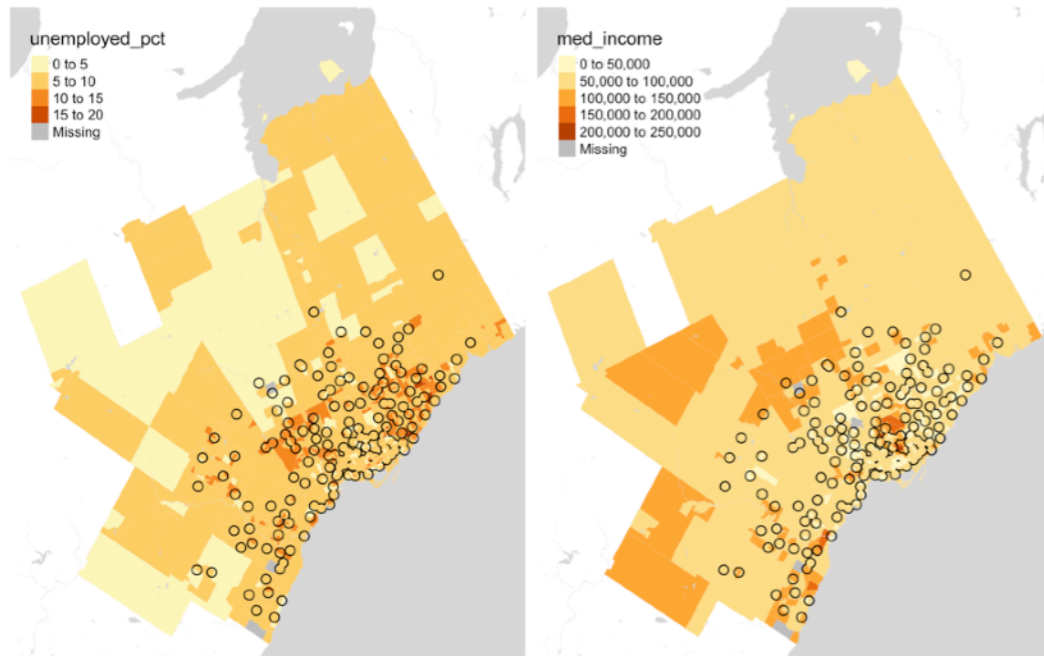 unemployed_pct
0 to 5
5 to 10
10 to 15
15 to 20
Missing
med_income
0 to 50,000
50,000 to 100,000
100,000 to 150,000
150,000 to 200,000
200,000 to 250,000
Missing